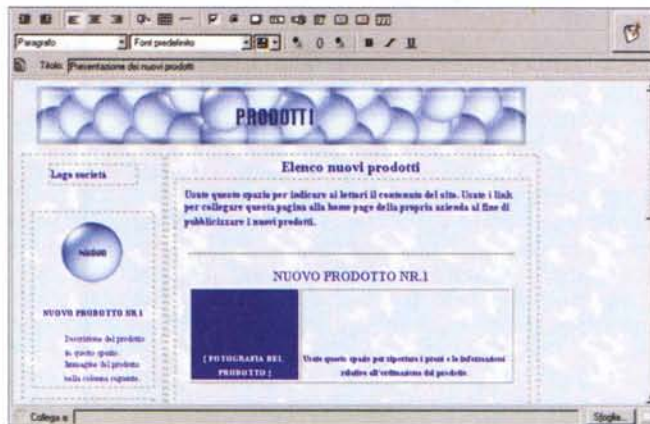 Paragrafo
Font predefinito
Titolo: Presentazione dei nuovi prodotti
PRODOTTI
Logo società
Elenco nuovi prodotti
Usate questo spazio per indicare ai lettori il contenuto del sito. Usate i link
per collegare questa pagina alla home page della propria azienda al fine di
pubblicizzare i nuovi prodotti.
NUOVO
NUOVO PRODOTTO NR.1
Descrizione del prodotto
in questo spazio.
Immagine del prodotto
nella colonna seguente.
NUOVO PRODOTTO NR.1
[ FOTOGRAFIA DEL
PRODOTTO ]
Usate questo spazio per riportare i prezzi e le informazioni
relative all'ordinazione del prodotto.
Collega a:
Sfoglia...